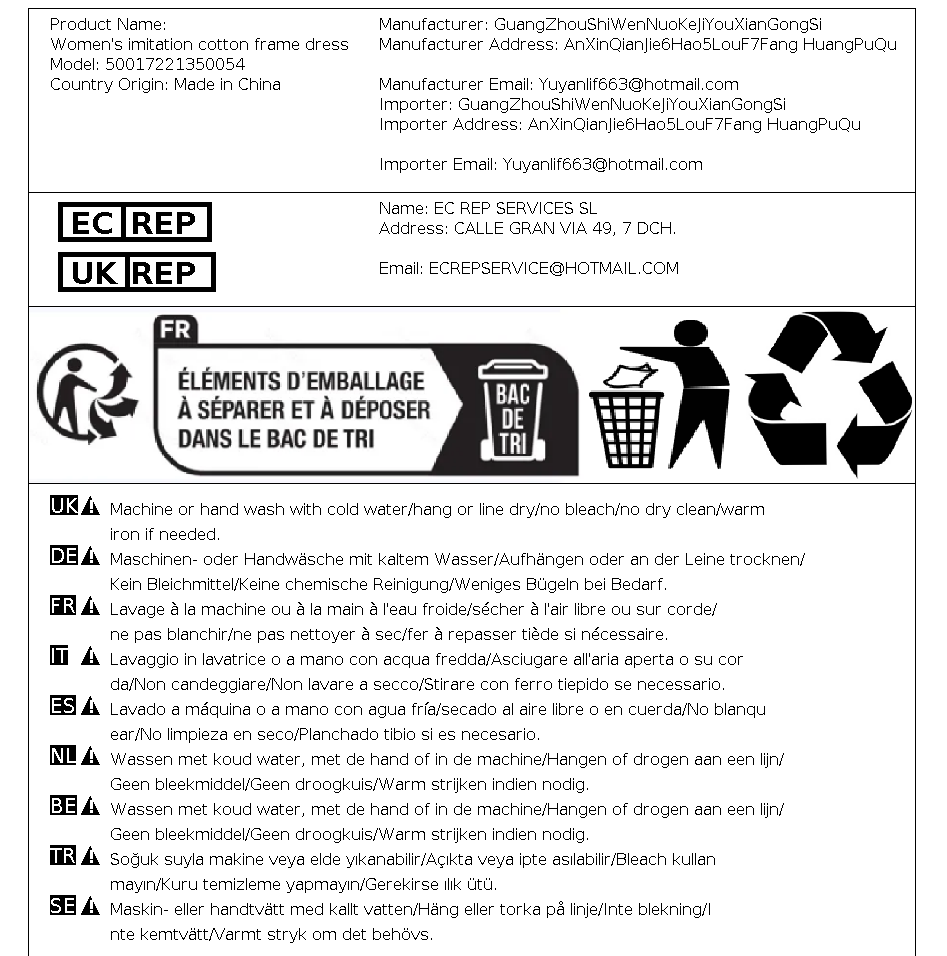 Product Name:
Women's imitation cotton frame dress
Model: 50017221350054
Country Origin: Made in China
Manufacturer: GuangZhouShiWenNuoKeJiYouXianGongSi
Manufacturer Address: AnXinQianJie6Hao5LouF7Fang HuangPuQu
Manufacturer Email: Yuyanlif663@hotmail.com
Importer: GuangZhouShiWenNuoKeJiYouXianGongSi
Importer Address: AnXinQianJie6Hao5LouF7Fang HuangPuQu
Importer Email: Yuyanlif663@hotmail.com
EC REP
UK REP
Name: EC REP SERVICES SL
Address: CALLE GRAN VIA 49, 7 DCH.
Email: ECREPSERVICE@HOTMAIL.COM
FR
ÉLÉMENTS D'EMBALLAGE
À SÉPARER ET À DÉPOSER
DANS LE BAC DE TRI
BAC
DE
TRI
UK Machine or hand wash with cold water/hang or line dry/no bleach/no dry clean/warm
iron if needed.
DE Maschinen- oder Handwäsche mit kaltem Wasser/Aufhängen oder an der Leine trocknen/
Kein Bleichmittel/Keine chemische Reinigung/Weniges Bügeln bei Bedarf.
FR Lavage à la machine ou à la main à l'eau froide/sécher à l'air libre ou sur corde/
ne pas blanchir/ne pas nettoyer à sec/fer à repasser tiède si nécessaire.
IT Lavaggio in lavatrice o a mano con acqua fredda/Asciugare all'aria aperta o su cor
da/Non candeggiare/Non lavare a secco/Stirare con ferro tiepido se necessario.
ES Lavado a máquina o a mano con agua fría/secado al aire libre o en cuerda/No blanqu
ear/No limpieza en seco/Planchado tibio si es necesario.
NL Wassen met koud water, met de hand of in de machine/Hangen of drogen aan een lijn/
Geen bleekmiddel/Geen droogkuis/Warm strijken indien nodig.
BE Wassen met koud water, met de hand of in de machine/Hangen of drogen aan een lijn/
Geen bleekmiddel/Geen droogkuis/Warm strijken indien nodig.
TR Soğuk suyla makine veya elde yıkanabilir/Açıkta veya ipte asılabilir/Bleach kullan
mayın/Kuru temizleme yapmayın/Gerekirse ılık ütü.
SE Maskin- eller handtvätt med kallt vatten/Häng eller torka på linje/Inte blekning/I
nte kemtvätt/Varmt stryk om det behövs.